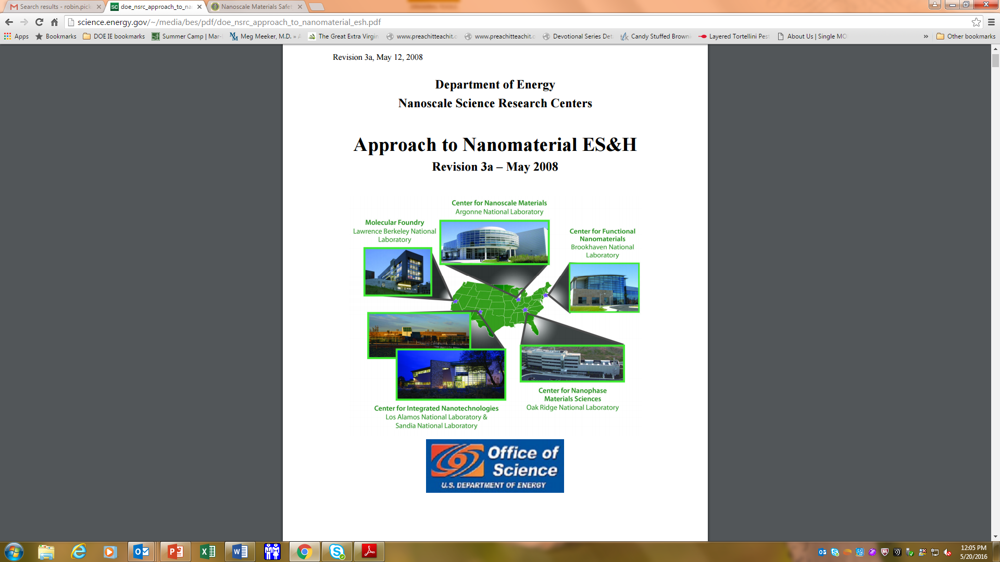 Search results - robin.pick
doe_nsrc_approach_to_na
Nanoscale Materials Safet
science.energy.gov/~/media/bes/pdf/doe_nsrc_approach_to_nanomaterial_esh.pdf
Apps
Bookmarks
DOE IE bookmarks
Summer Camp | Mar-
Meg Meeker, M.D. »
The Great Extra Virgin
www.preachitteachit.c
www.preachitteachit.c
Devotional Series Det
Candy Stuffed Browni
Layered Tortellini Pest
About Us | Single MO
»
Other bookmarks
Revision 3a, May 12, 2008
Department of Energy
Nanoscale Science Research Centers
Approach to Nanomaterial ES&H
Revision 3a – May 2008
Center for Nanoscale Materials
Argonne National Laboratory
Molecular Foundry
Lawrence Berkeley National
Laboratory
Center for Functional
Nanomaterials
Brookhaven National
Laboratory
Center for Nanophase
Materials Sciences
Oak Ridge National Laboratory
Center for Integrated Nanotechnologies
Los Alamos National Laboratory &
Sandia National Laboratory
Office of
Science
U.S. DEPARTMENT OF ENERGY
12:05 PM
5/20/2016